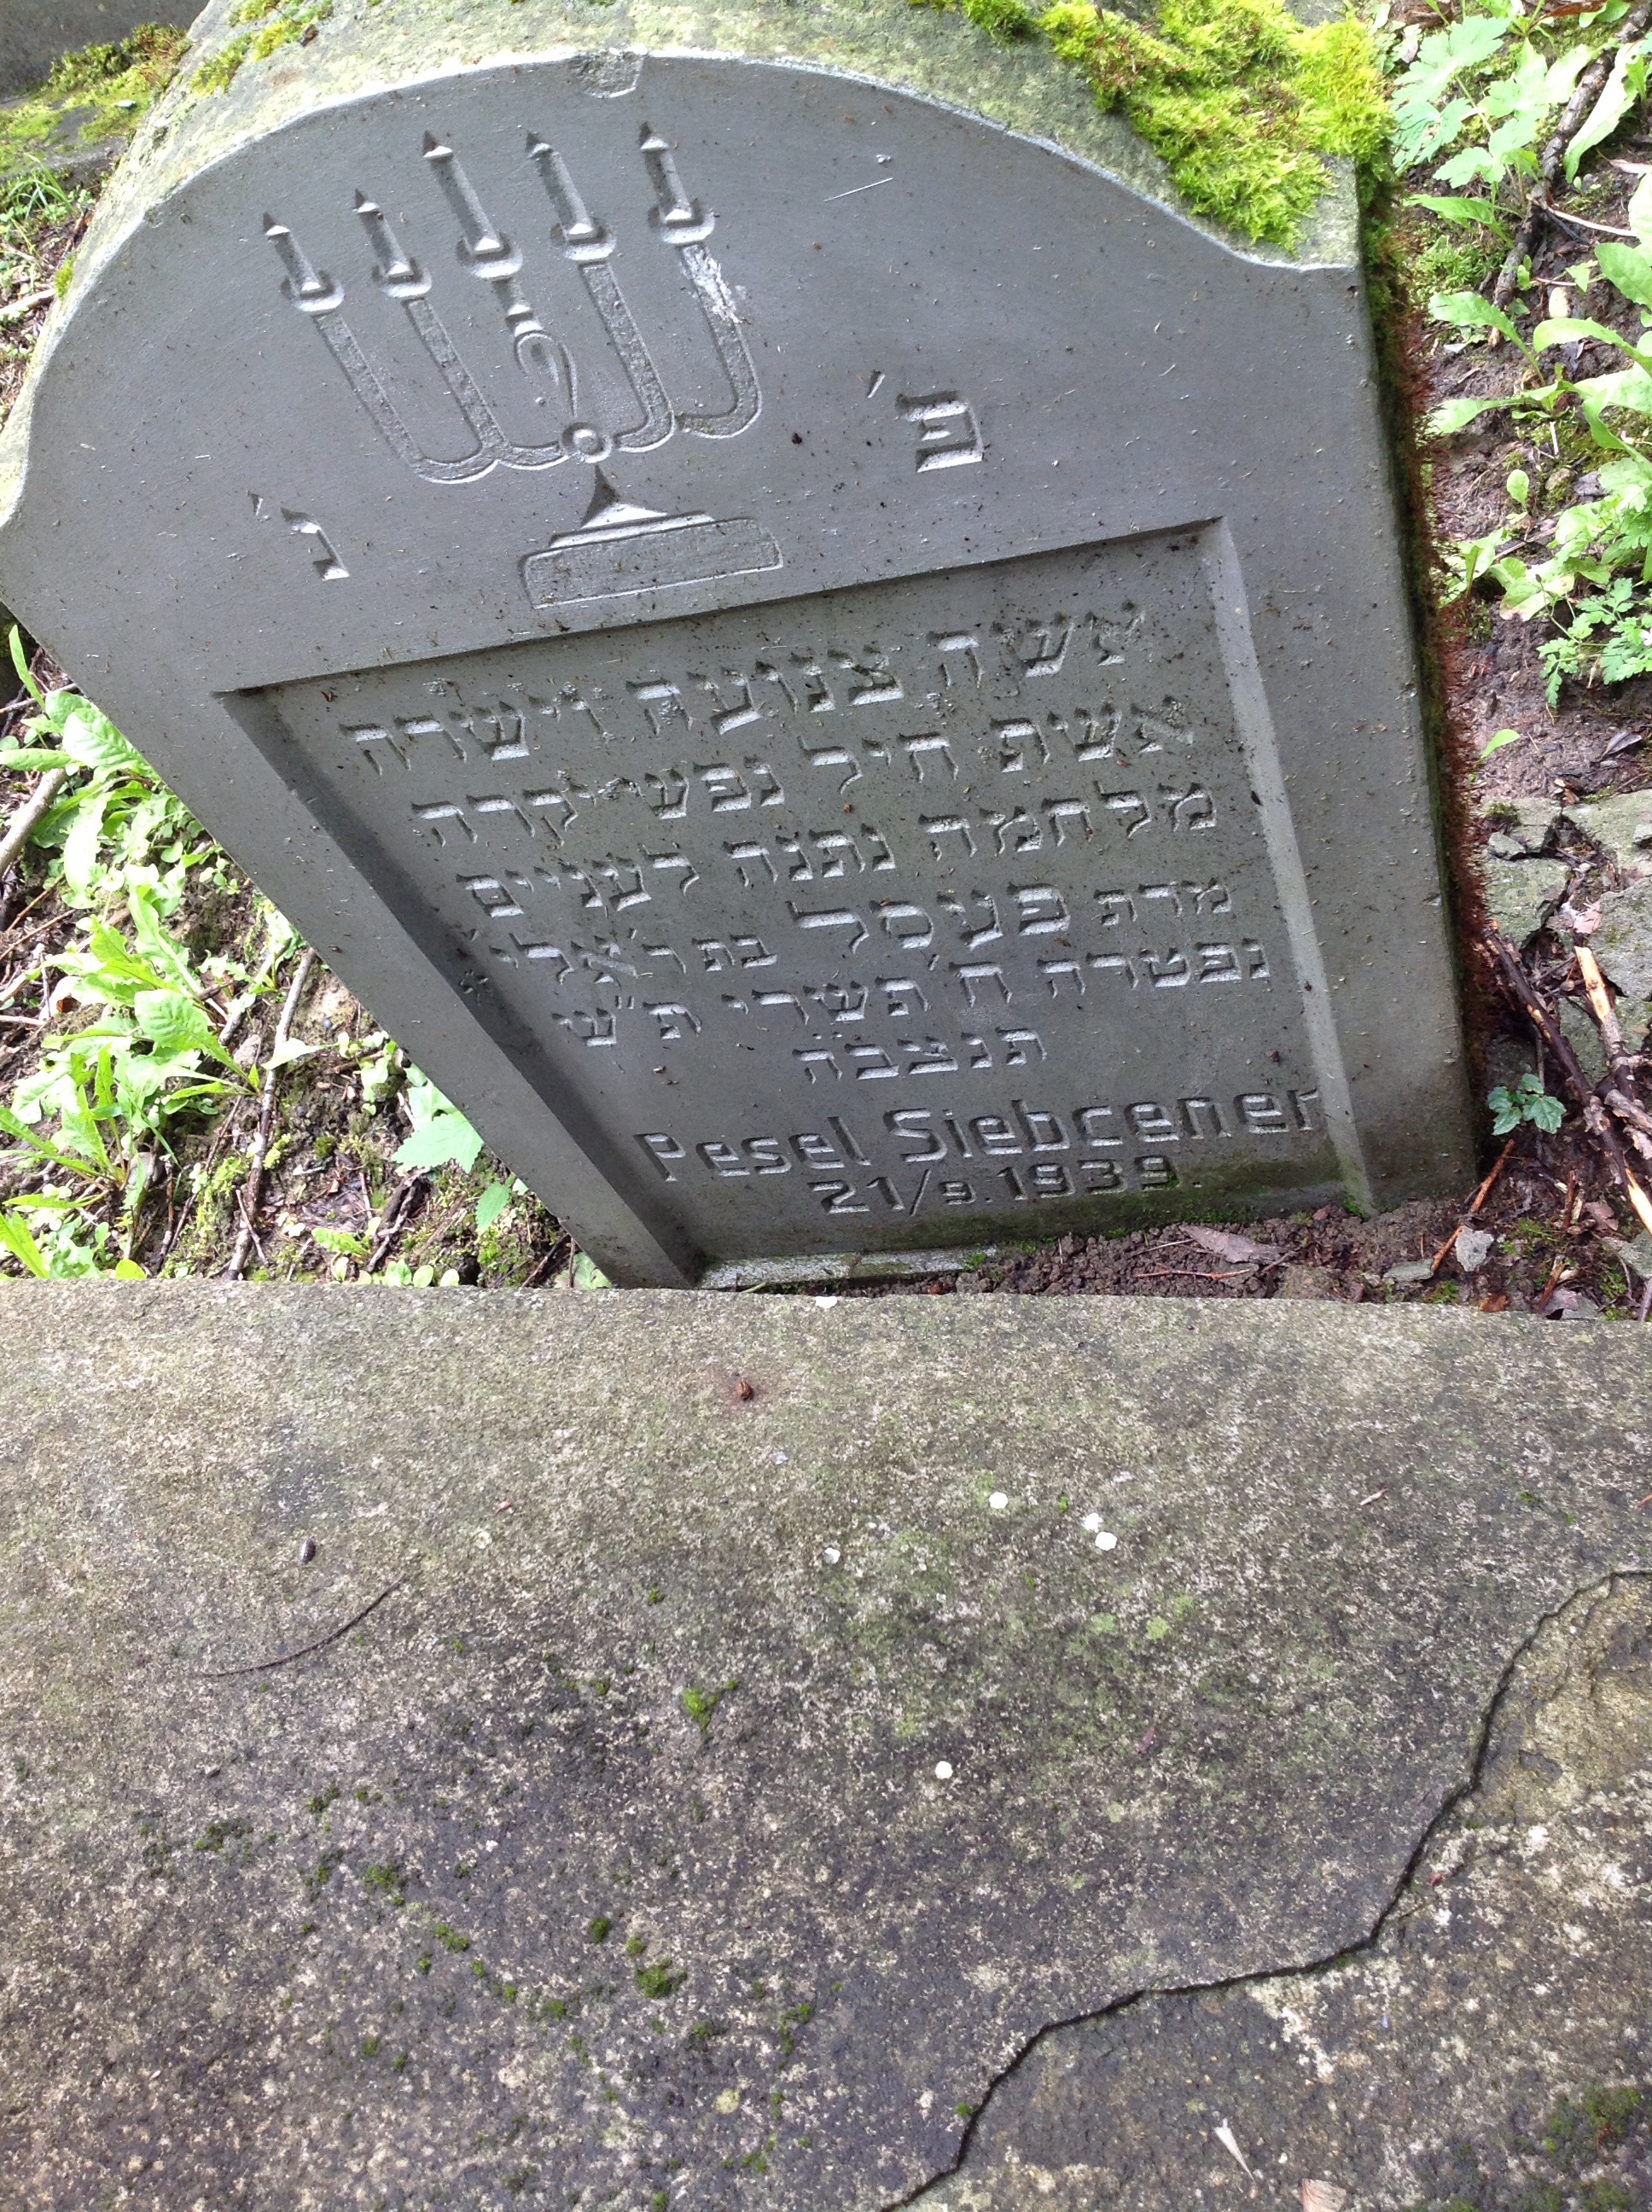 פ' נ'
אשה צנועה וישרה
אשת חיל נפש יקרה
מלחמה נתנה לעניים
מרת פעסל בת ר' אלי'
נפטרה ח' תשרי ת"ש
תנצבה
Pesel Siebcener
21/9.1939.